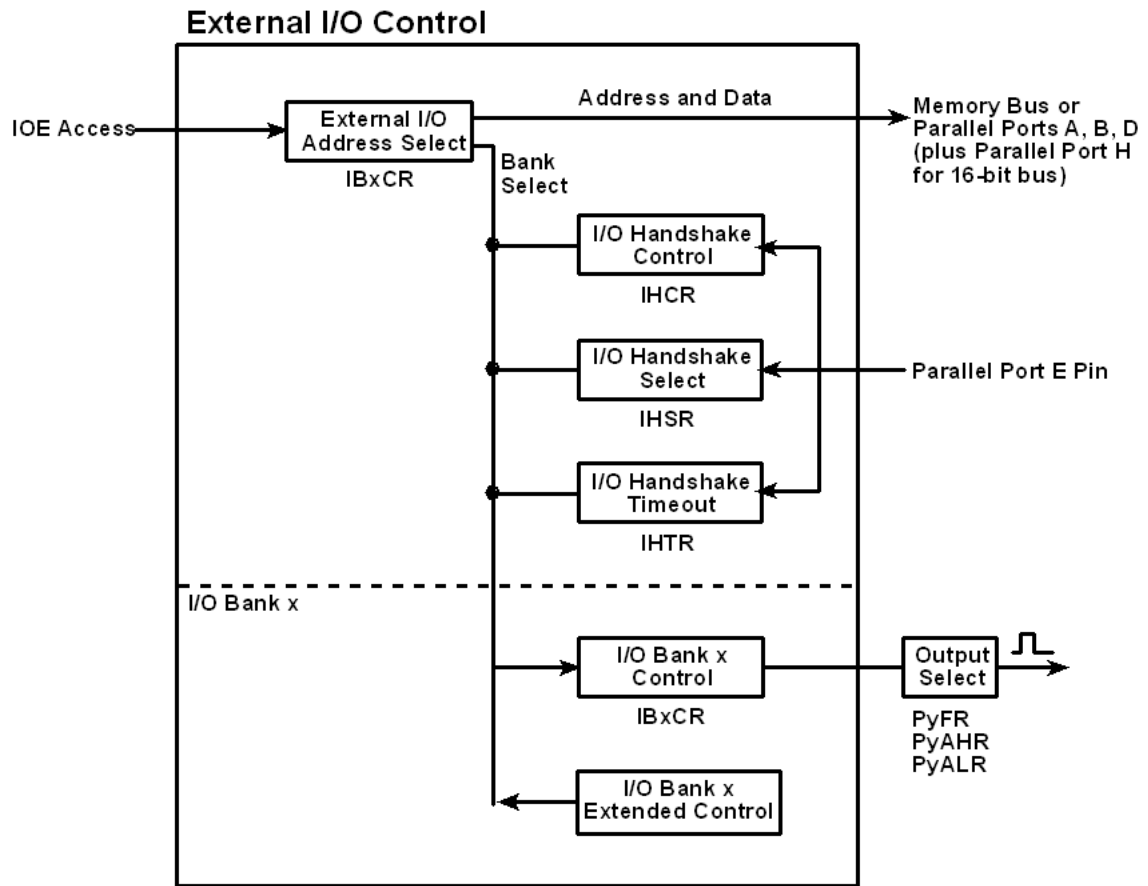 External I/O Control
IOE Access
External I/O
Address Select
IBxCR
Address and Data
Memory Bus or
Parallel Ports A, B, D
(plus Parallel Port H
for 16-bit bus)
Bank
Select
I/O Handshake
Control
IHCR
I/O Handshake
Select
IHSR
Parallel Port E Pin
I/O Handshake
Timeout
IHTR
I/O Bank x
I/O Bank x
Control
IBxCR
Output
Select
PyFR
PyAHR
PyALR
I/O Bank x
Extended Control